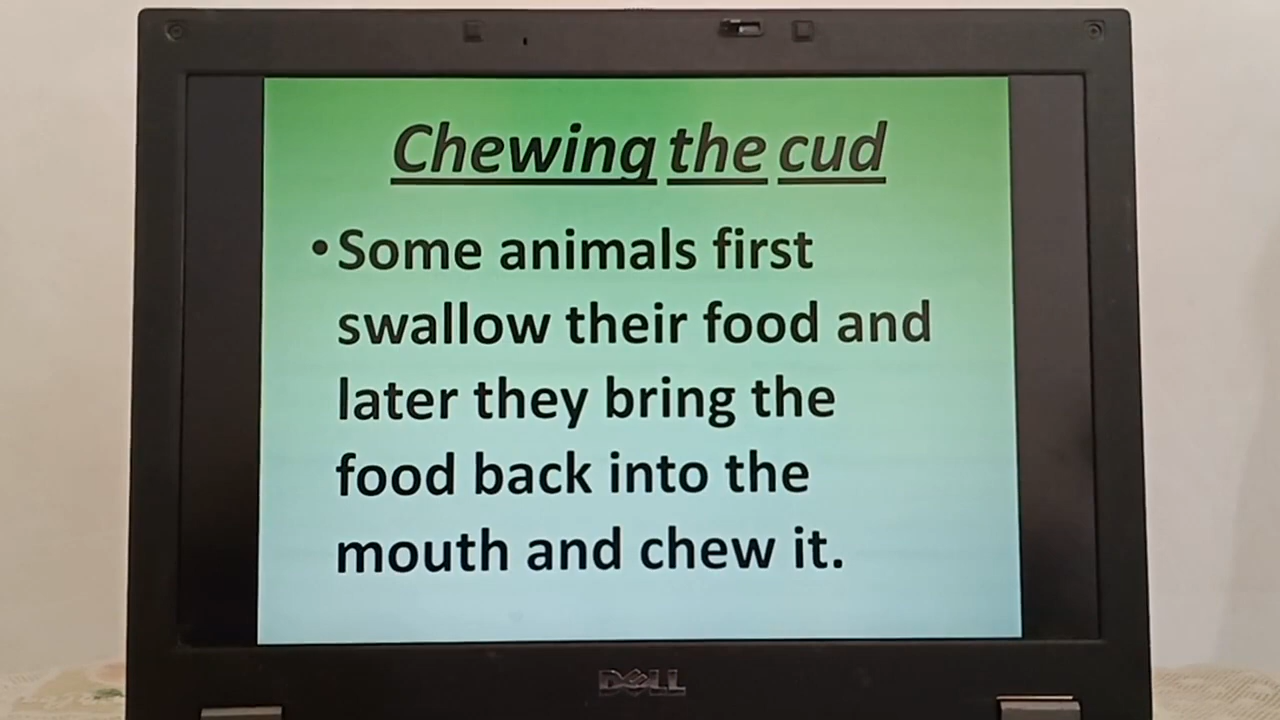 Chewing the cud
• Some animals first
swallow their food and
later they bring the
food back into the
mouth and chew it.
DELL